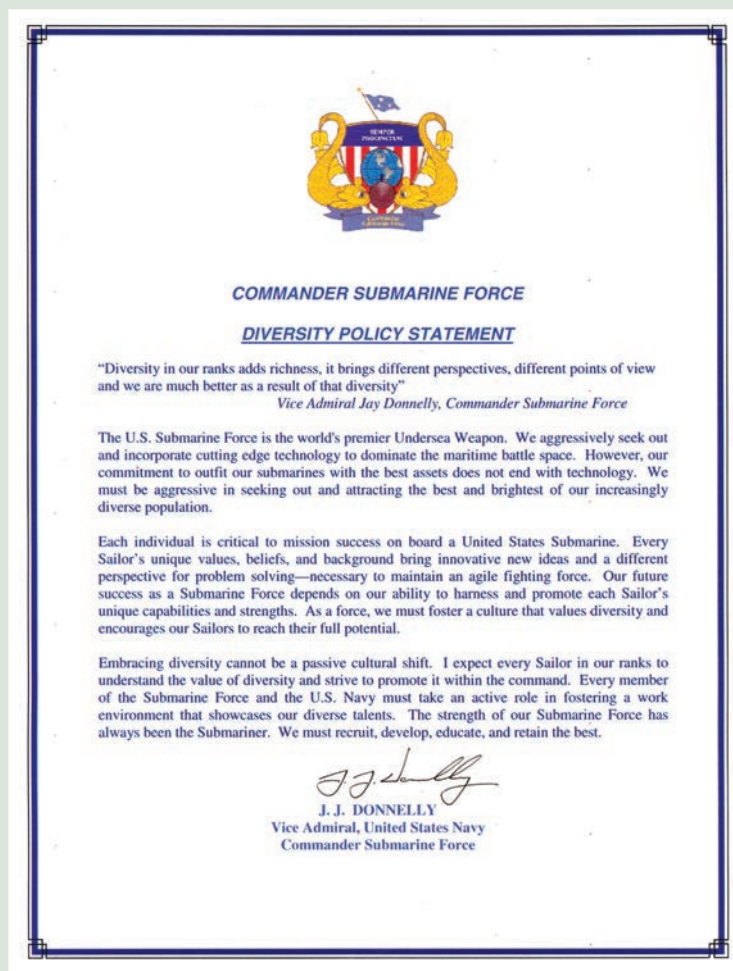 SEMPER
PROCINCTUM
COMMANDER SUBMARINE FORCE
DIVERSITY POLICY STATEMENT
“Diversity in our ranks adds richness, it brings different perspectives, different points of view
and we are much better as a result of that diversity”
Vice Admiral Jay Donnelly, Commander Submarine Force
The U.S. Submarine Force is the world's premier Undersea Weapon. We aggressively seek out
and incorporate cutting edge technology to dominate the maritime battle space. However, our
commitment to outfit our submarines with the best assets does not end with technology. We
must be aggressive in seeking out and attracting the best and brightest of our increasingly
diverse population.
Each individual is critical to mission success on board a United States Submarine. Every
Sailor’s unique values, beliefs, and background bring innovative new ideas and a different
perspective for problem solving—necessary to maintain an agile fighting force. Our future
success as a Submarine Force depends on our ability to harness and promote each Sailor’s
unique capabilities and strengths. As a force, we must foster a culture that values diversity and
encourages our Sailors to reach their full potential.
Embracing diversity cannot be a passive cultural shift. I expect every Sailor in our ranks to
understand the value of diversity and strive to promote it within the command. Every member
of the Submarine Force and the U.S. Navy must take an active role in fostering a work
environment that showcases our diverse talents. The strength of our Submarine Force has
always been the Submariner. We must recruit, develop, educate, and retain the best.
J. J. Donnelly
J. J. DONNELLY
Vice Admiral, United States Navy
Commander Submarine Force